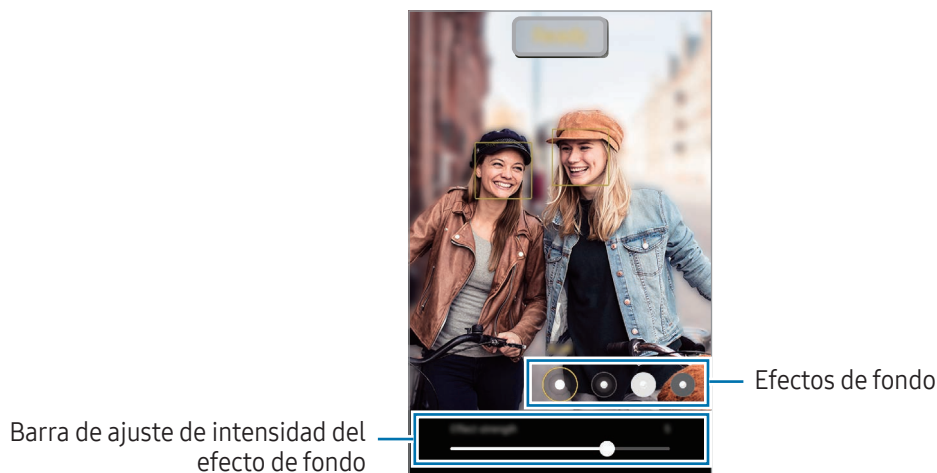 Efectos de fondo
Barra de ajuste de intensidad del
efecto de fondo